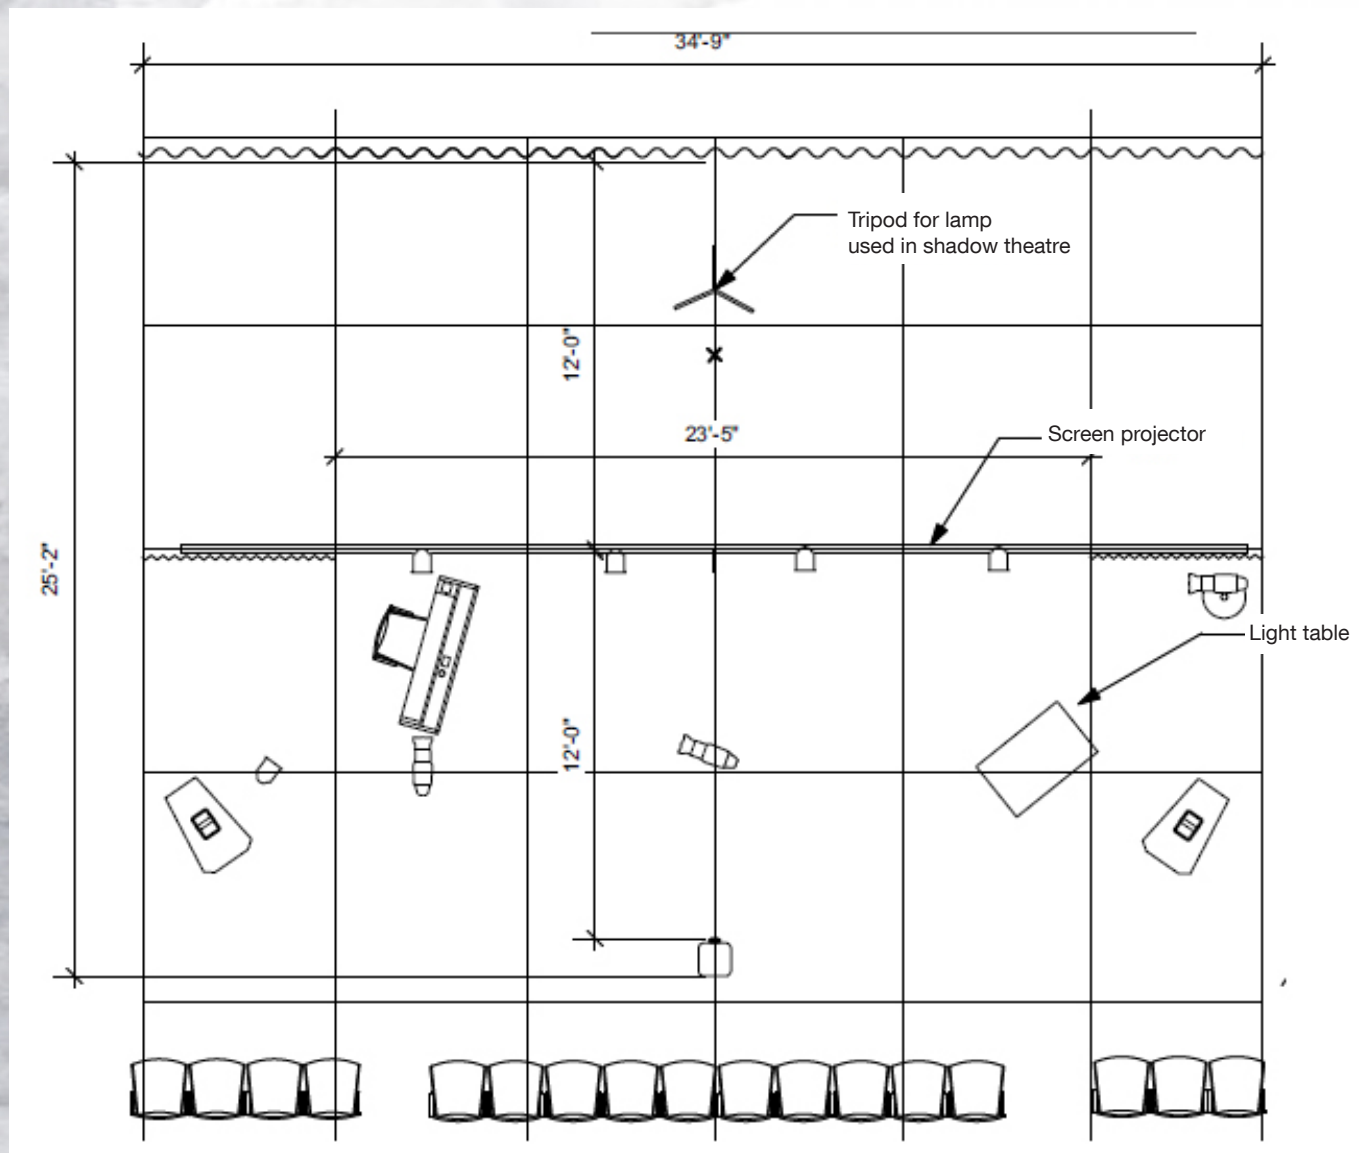 34'-9"
Tripod for lamp
used in shadow theatre
12'-0"
23'-5"
Screen projector
25'-2"
Light table
12'-0"